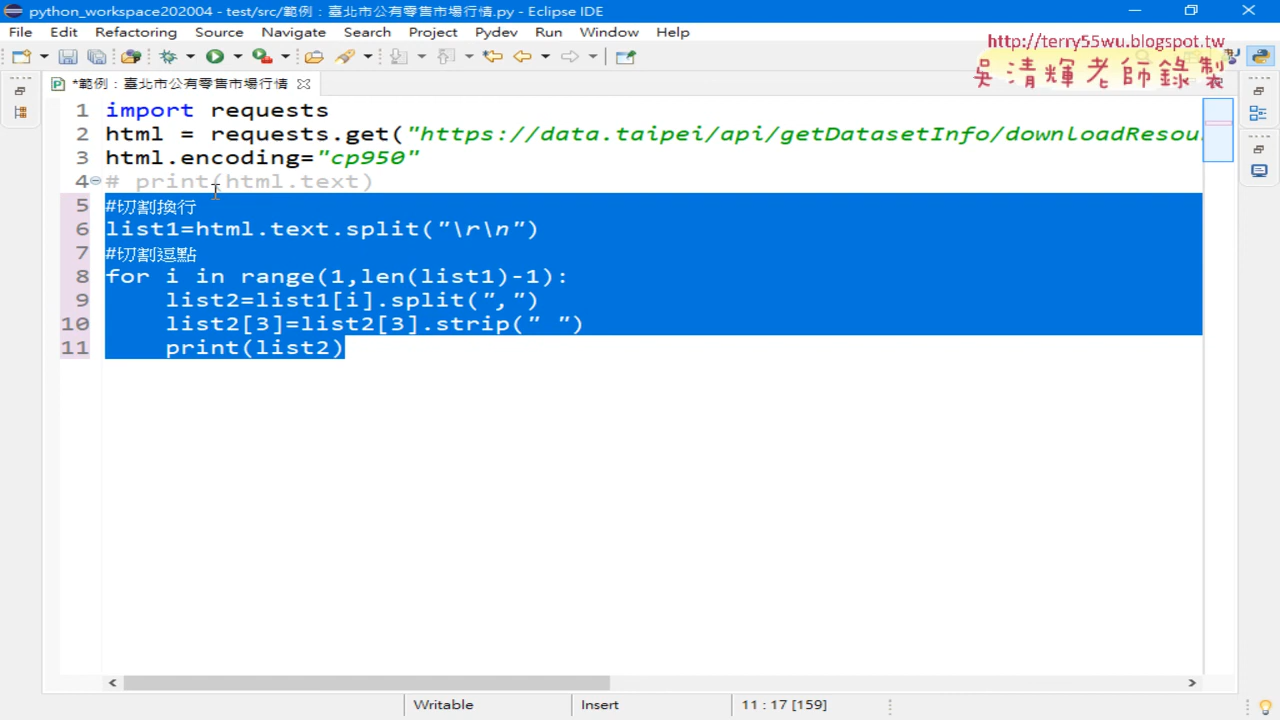 python_workspace202004 - test/src/範例：臺北市公有零售市場行情.py - Eclipse IDE
File Edit Refactoring Source Navigate Search Project Pydev Run Window Help
http://terry55wu.blogspot.tw
吳清輝老師錄製
*範例：臺北市公有零售市場行情
1 import requests
2 html = requests.get("https://data.taipei/api/getDatasetInfo/downloadResou
3 html.encoding="cp950"
4 # print(html.text)
5 #切割換行
6 list1=html.text.split("\r\n")
7 #切割逗點
8 for i in range(1,len(list1)-1):
9 list2=list1[i].split(",")
10 list2[3]=list2[3].strip(" ")
11 print(list2)
Writable Insert 11 : 17 [159]